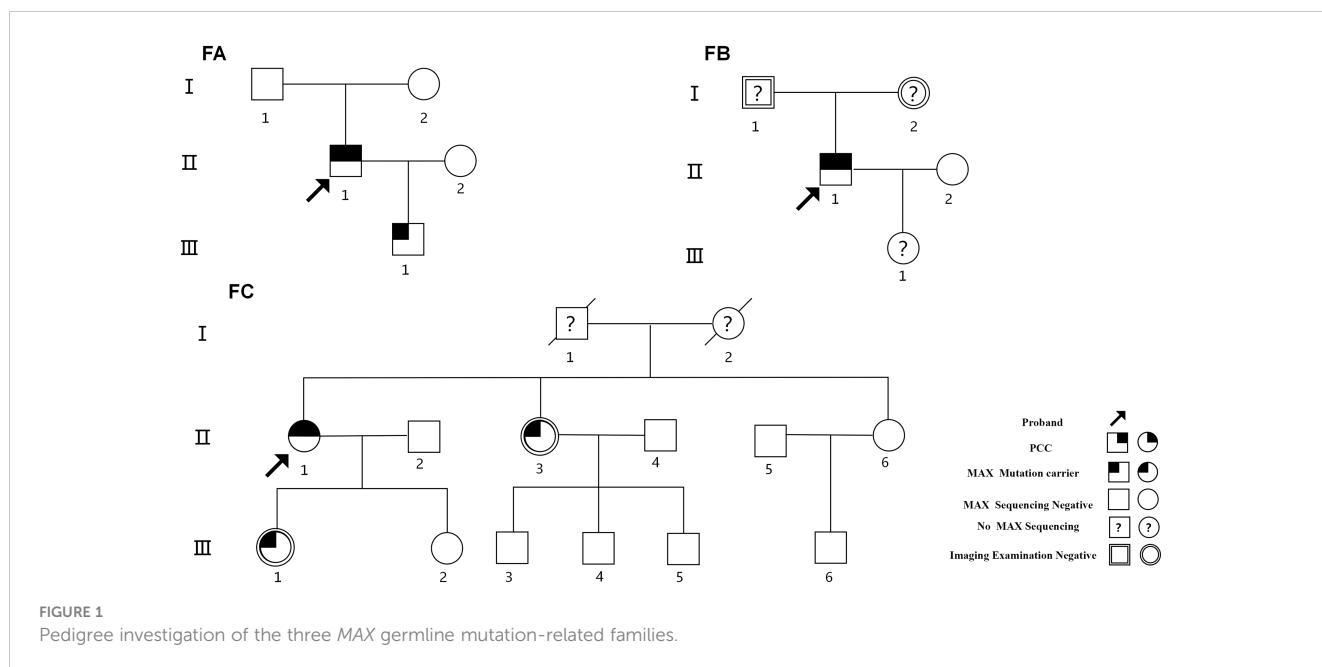 FA
FB
I
1
2
I
?
?
1
2
II
1
2
II
1
2
III
1
III
?
1
FC
I
?
?
1
2
II
1
2
3
4
5
6
III
1
2
3
4
5
6
Proband
PCC
MAX Mutation carrier
MAX Sequencing Negative
No MAX Sequencing
?
?
Imaging Examination Negative
FIGURE 1
Pedigree investigation of the three MAX germline mutation-related families.